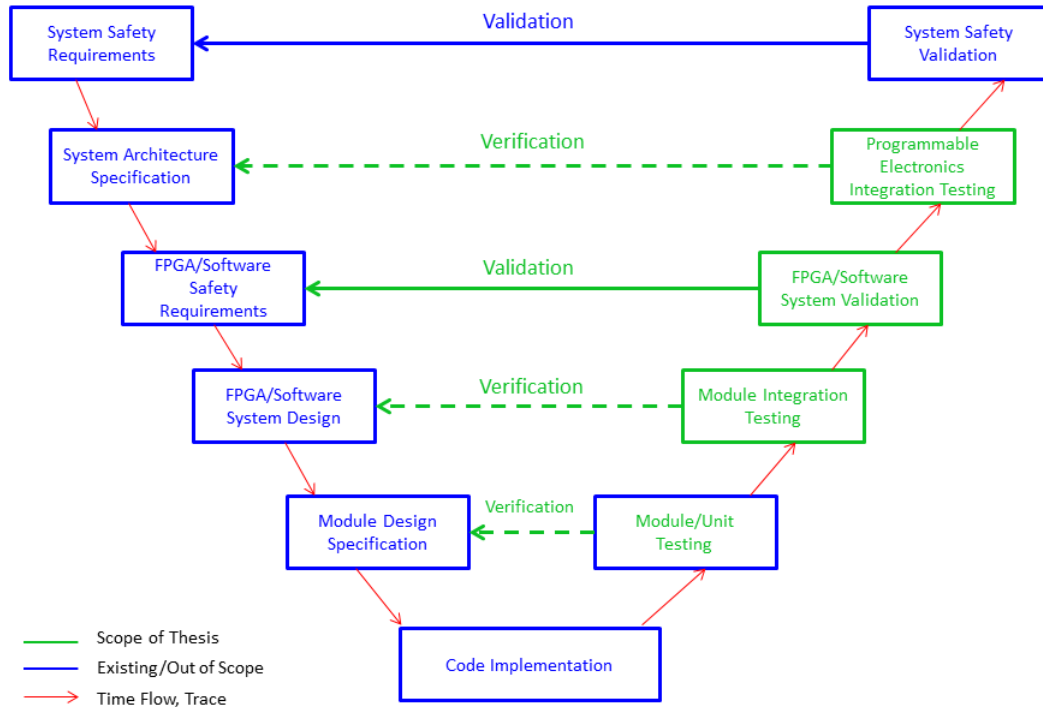 System Safety
Requirements
Validation
System Safety
Validation
System Architecture
Specification
Verification
Programmable
Electronics
Integration Testing
FPGA/Software
Safety
Requirements
Validation
FPGA/Software
System Validation
FPGA/Software
System Design
Verification
Module Integration
Testing
Module Design
Specification
Verification
Module/Unit
Testing
Code Implementation
Scope of Thesis
Existing/Out of Scope
Time Flow, Trace